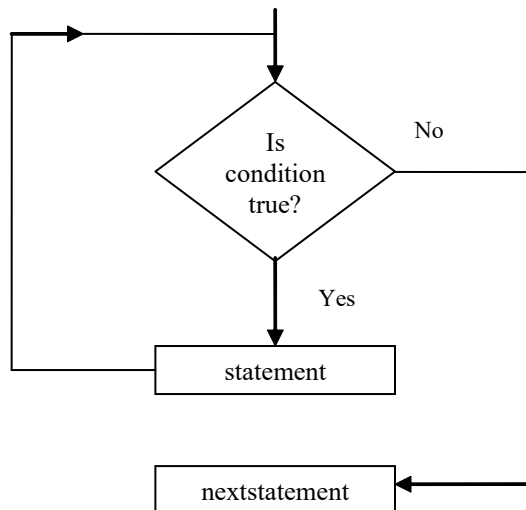 Is
condition
true?
No
Yes
statement
nextstatement